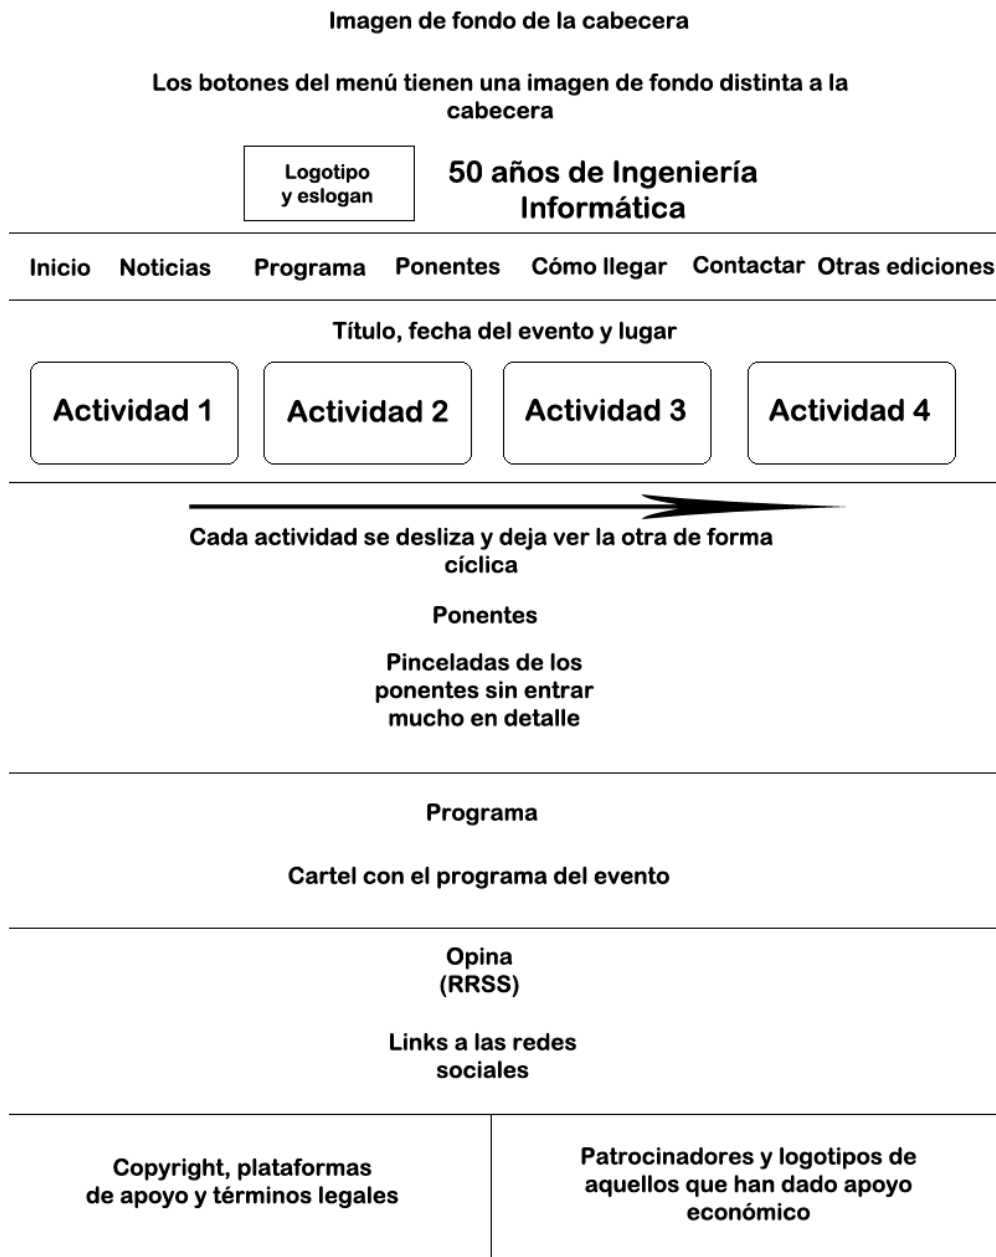 Imagen de fondo de la cabecera
Los botones del menú tienen una imagen de fondo distinta a la
cabecera
Logotipo
y eslogan
50 años de Ingeniería
Informática
Inicio Noticias Programa Ponentes Cómo llegar Contactar Otras ediciones
Título, fecha del evento y lugar
Actividad 1 Actividad 2 Actividad 3 Actividad 4
Cada actividad se desliza y deja ver la otra de forma
cíclica
Ponentes
Pinceladas de los
ponentes sin entrar
mucho en detalle
Programa
Cartel con el programa del evento
Opina
(RRSS)
Links a las redes
sociales
Copyright, plataformas
de apoyo y términos legales
Patrocinadores y logotipos de
aquellos que han dado apoyo
económico